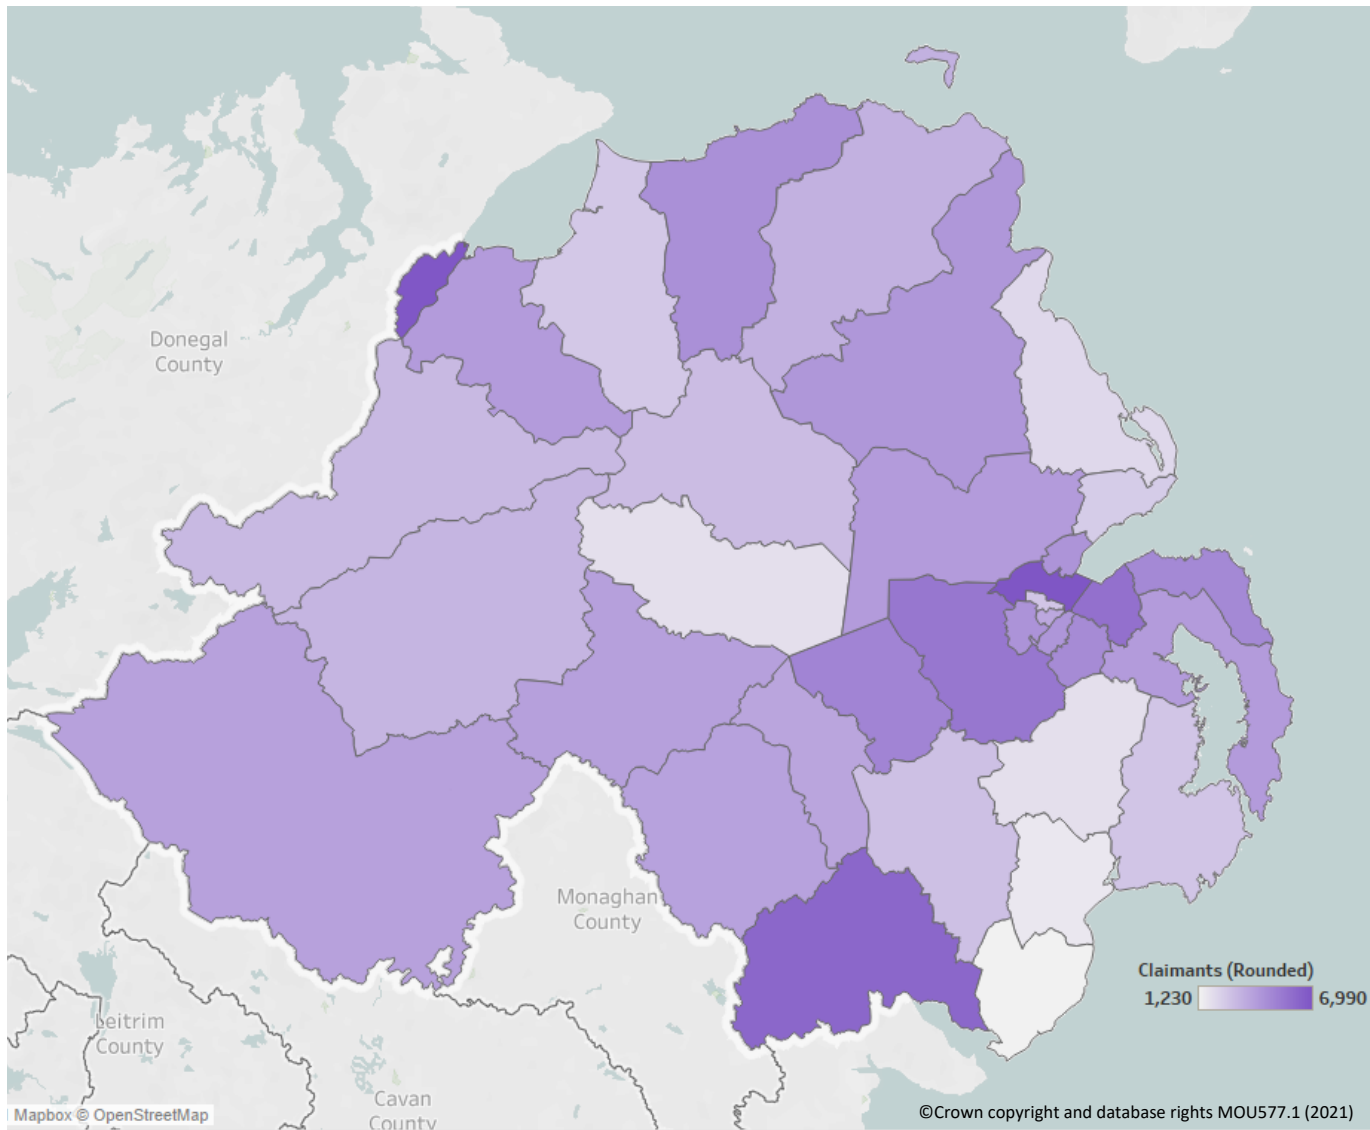 Donegal
County
Monaghan
County
Claimants (Rounded)
1,230 6,990
Leitrim
County
Cavan
County
Mapbox © OpenStreetMap
©Crown copyright and database rights MOU577.1 (2021)